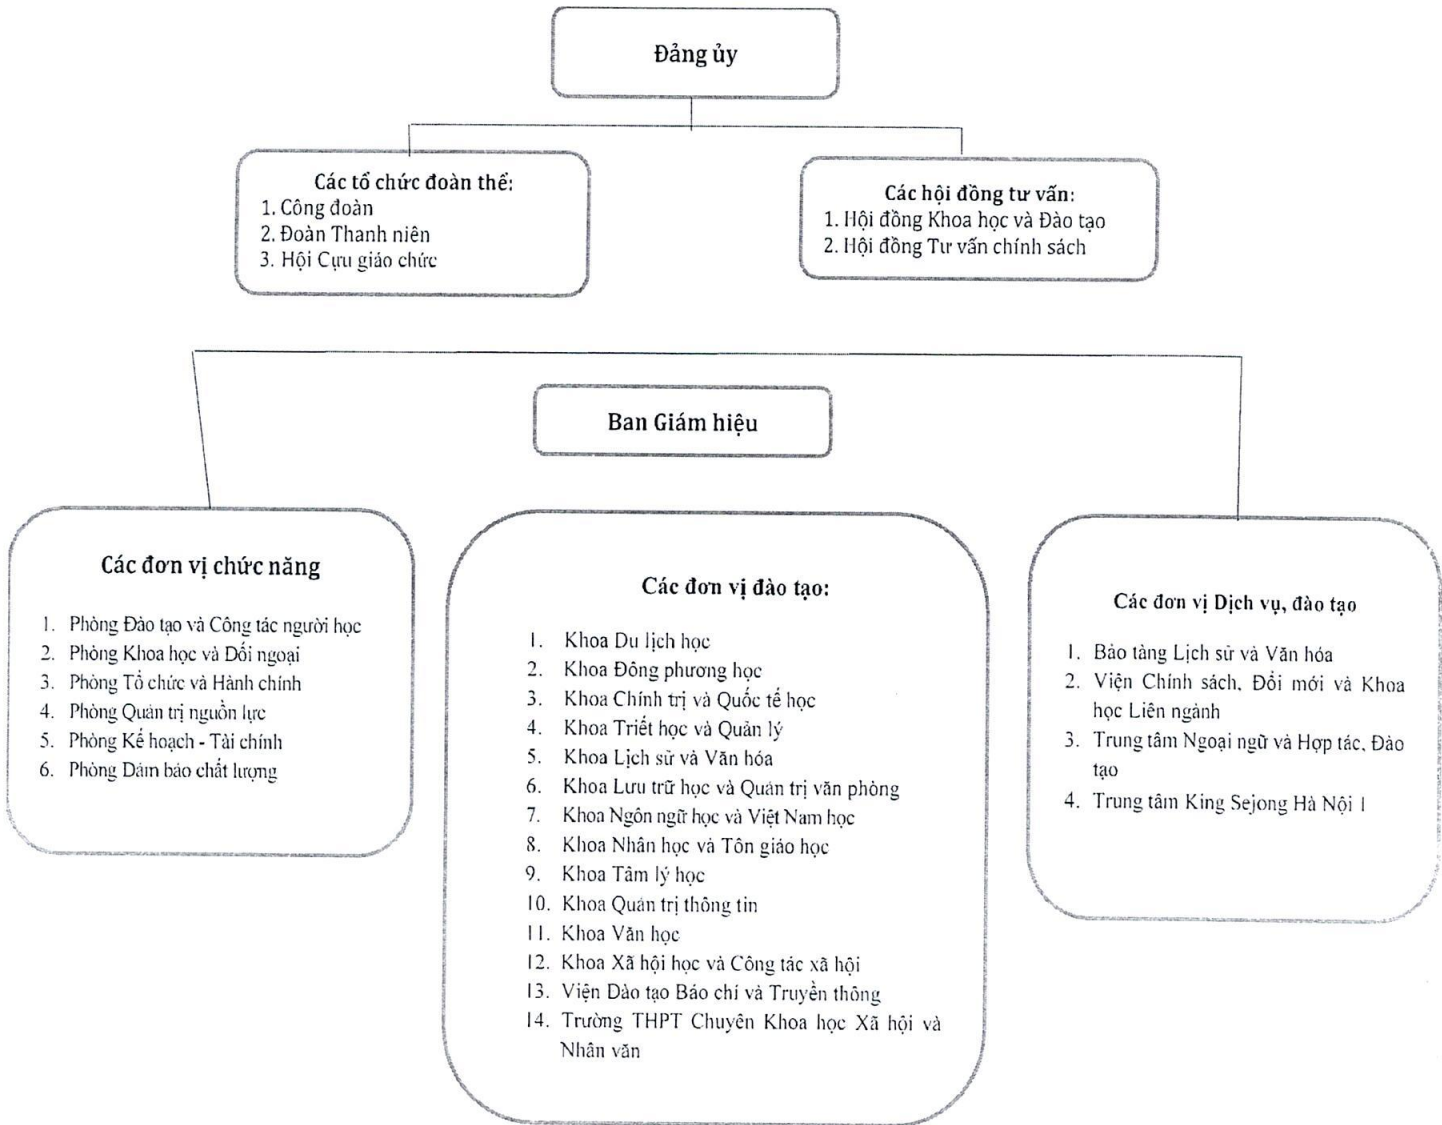 Đảng ủy
Các tổ chức đoàn thể:
1. Công đoàn
2. Đoàn Thanh niên
3. Hội Cựu giáo chức
Các hội đồng tư vấn:
1. Hội đồng Khoa học và Đào tạo
2. Hội đồng Tư vấn chính sách
Ban Giám hiệu
Các đơn vị chức năng
1. Phòng Đào tạo và Công tác người học
2. Phòng Khoa học và Đối ngoại
3. Phòng Tổ chức và Hành chính
4. Phòng Quản trị nguồn lực
5. Phòng Kế hoạch - Tài chính
6. Phòng Đảm bảo chất lượng
Các đơn vị đào tạo:
1. Khoa Du lịch học
2. Khoa Đông phương học
3. Khoa Chính trị và Quốc tế học
4. Khoa Triết học và Quản lý
5. Khoa Lịch sử và Văn hóa
6. Khoa Lưu trữ học và Quản trị văn phòng
7. Khoa Ngôn ngữ học và Việt Nam học
8. Khoa Nhân học và Tôn giáo học
9. Khoa Tâm lý học
10. Khoa Quản trị thông tin
11. Khoa Văn học
12. Khoa Xã hội học và Công tác xã hội
13. Viện Đào tạo Báo chí và Truyền thông
14. Trường THPT Chuyên Khoa học Xã hội và
Nhân văn
Các đơn vị Dịch vụ, đào tạo
1. Bảo tàng Lịch sử và Văn hóa
2. Viện Chính sách, Đổi mới và Khoa
học Liên ngành
3. Trung tâm Ngoại ngữ và Hợp tác, Đào
tạo
4. Trung tâm King Sejong Hà Nội 1